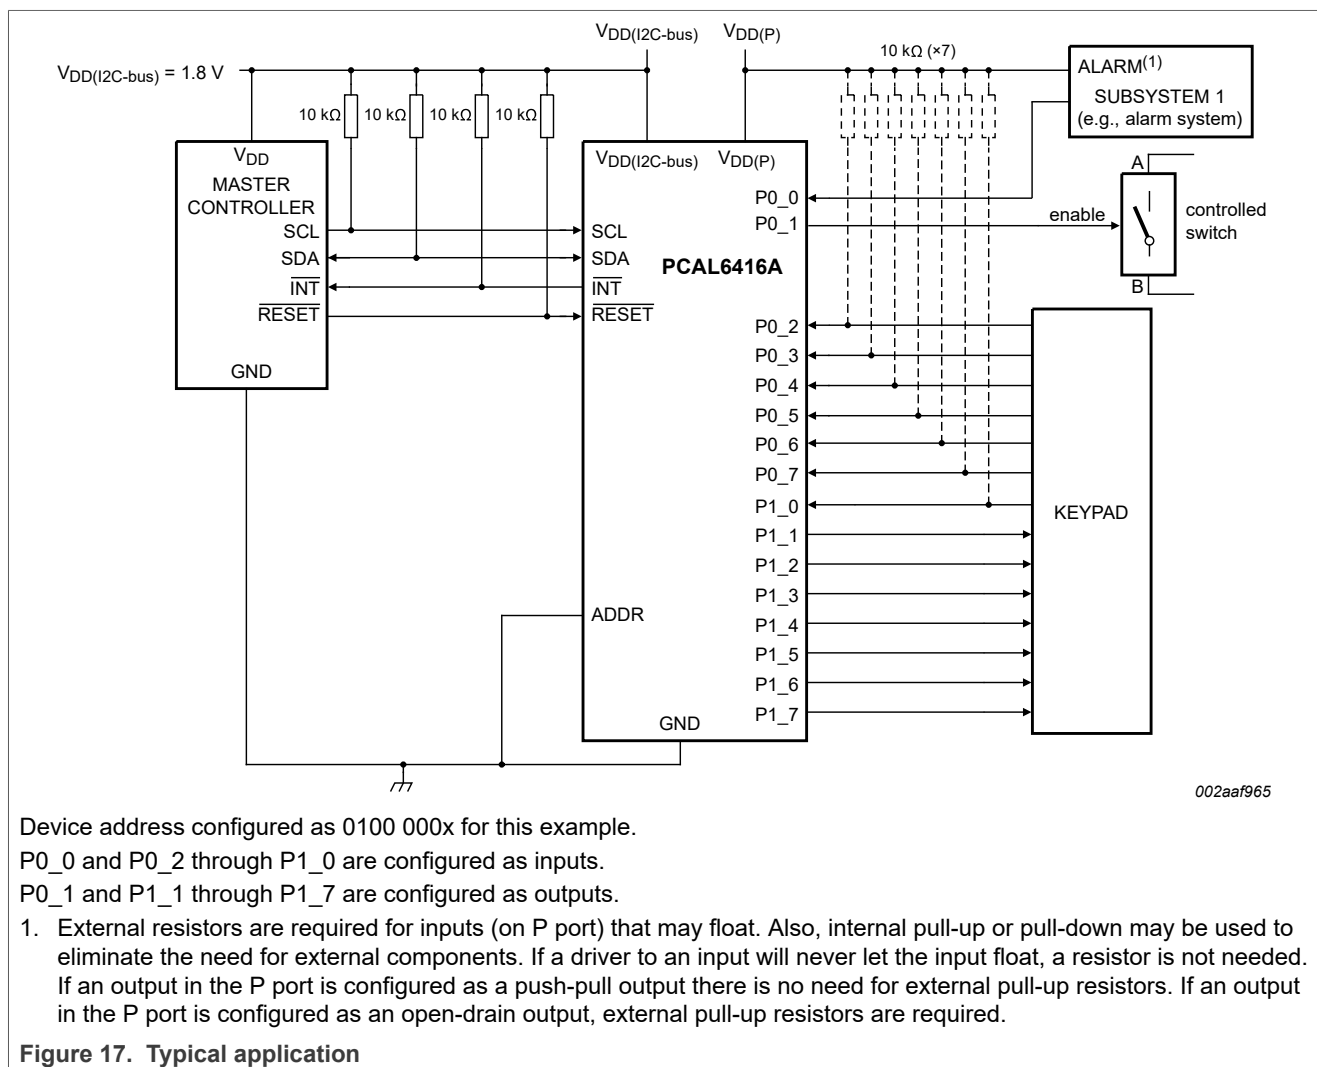 VDD(I2C-bus) VDD(P)
10 kΩ (×7)
VDD(I2C-bus) = 1.8 V
ALARM(1)
SUBSYSTEM 1
(e.g., alarm system)
10 kΩ 10 kΩ 10 kΩ 10 kΩ
VDD
MASTER
CONTROLLER
SCL
SDA
INT
RESET
GND
VDD(I2C-bus) VDD(P)
SCL
SDA
INT
RESET
PCAL6416A
ADDR
GND
P0_0
P0_1
P0_2
P0_3
P0_4
P0_5
P0_6
P0_7
P1_0
P1_1
P1_2
P1_3
P1_4
P1_5
P1_6
P1_7
enable
A
B
controlled
switch
KEYPAD
002aaf965
Device address configured as 0100 000x for this example.
P0_0 and P0_2 through P1_0 are configured as inputs.
P0_1 and P1_1 through P1_7 are configured as outputs.
1. External resistors are required for inputs (on P port) that may float. Also, internal pull-up or pull-down may be used to
eliminate the need for external components. If a driver to an input will never let the input float, a resistor is not needed.
If an output in the P port is configured as a push-pull output there is no need for external pull-up resistors. If an output
in the P port is configured as an open-drain output, external pull-up resistors are required.
Figure 17. Typical application